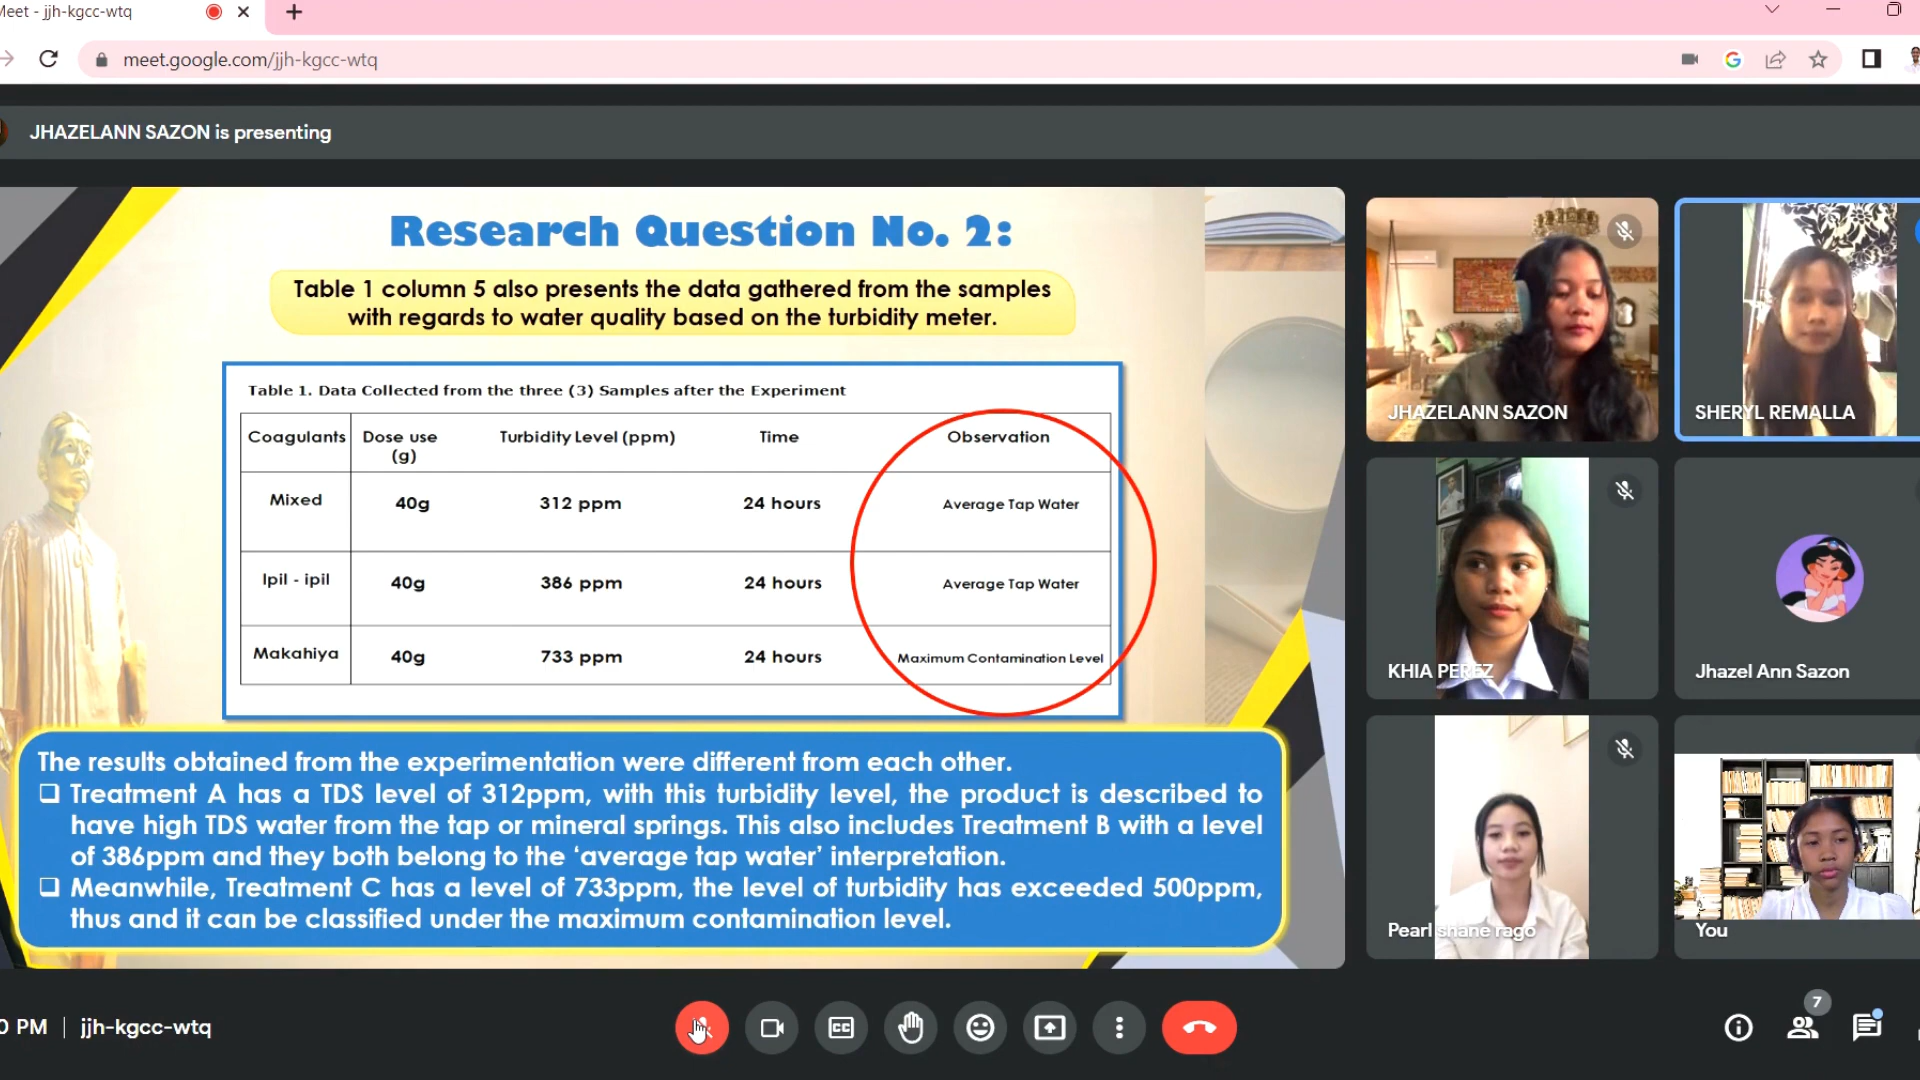 Meet - jjh-kgcc-wtq
meet.google.com/jjh-kgcc-wtq
JHAZELANN SAZON is presenting
Research Question No. 2:
Table 1 column 5 also presents the data gathered from the samples
with regards to water quality based on the turbidity meter.
Table 1. Data Collected from the three (3) Samples after the Experiment
Coagulants Dose use (g) Turbidity Level (ppm) Time Observation
Mixed 40g 312 ppm 24 hours Average Tap Water
Ipil - ipil 40g 386 ppm 24 hours Average Tap Water
Makahiya 40g 733 ppm 24 hours Maximum Contamination Level
The results obtained from the experimentation were different from each other.
Treatment A has a TDS level of 312ppm, with this turbidity level, the product is described to
have high TDS water from the tap or mineral springs. This also includes Treatment B with a level
of 386ppm and they both belong to the ‘average tap water’ interpretation.
Meanwhile, Treatment C has a level of 733ppm, the level of turbidity has exceeded 500ppm,
thus and it can be classified under the maximum contamination level.
JHAZELANN SAZON
SHERYL REMALLA
KHIA PEREZ
Jhazel Ann Sazon
Pearl shane rago
You
0 PM | jjh-kgcc-wtq
CC
7